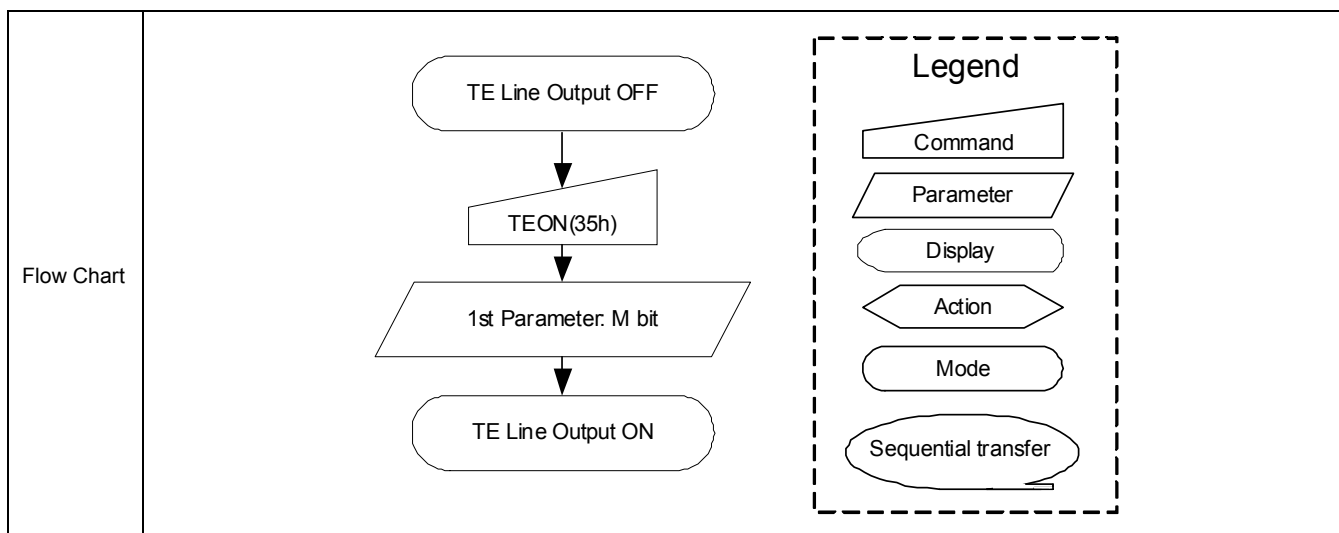 Flow Chart
TE Line Output OFF
TEON(35h)
1st Parameter: M bit
TE Line Output ON
Legend
Command
Parameter
Display
Action
Mode
Sequential transfer